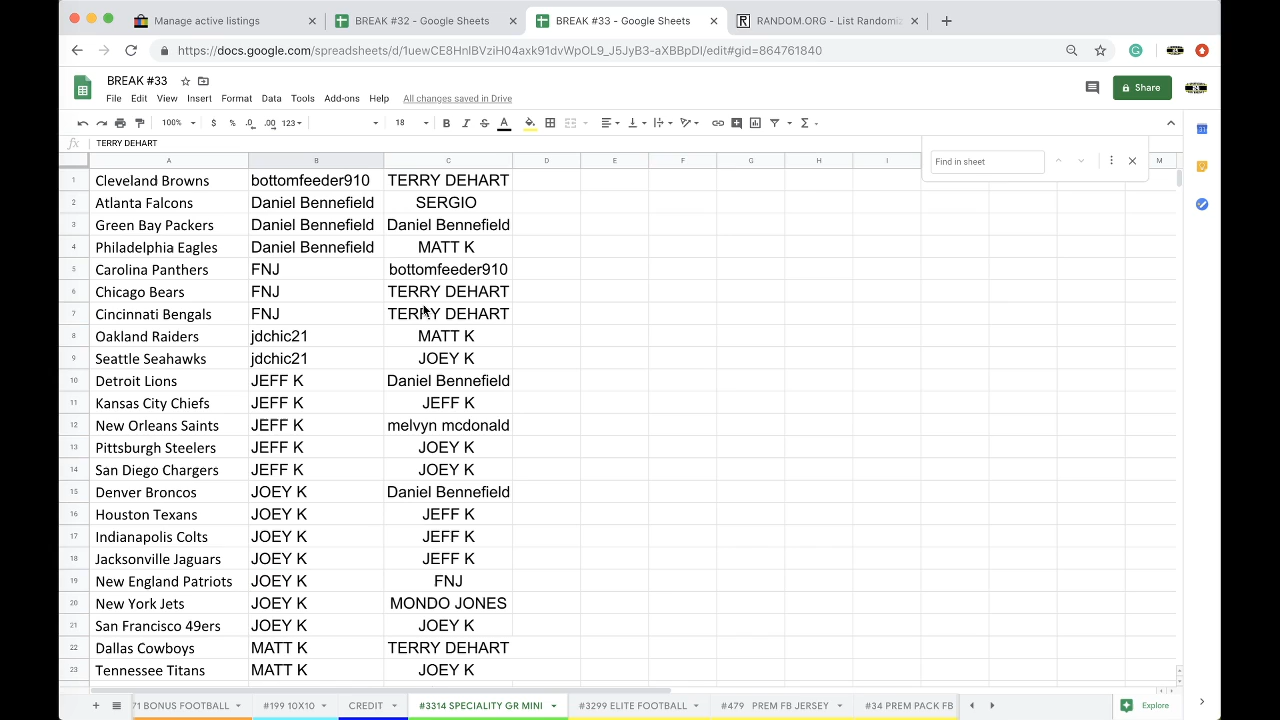 Manage active listings
BREAK #32 - Google Sheets
BREAK #33 - Google Sheets
RANDOM.ORG - List Randomiz
https://docs.google.com/spreadsheets/d/1uewCE8HnIBVziH04axk91dvWpOL9_J5JyB3-aXBBpDI/edit#gid=864761840
BREAK #33
File Edit View Insert Format Data Tools Add-ons Help All changes saved in Drive
Share
100% $ % .0 .00 123 18
TERRY DEHART
Find in sheet
A B C D E F G H I M
1 Cleveland Browns bottomfeeder910 TERRY DEHART
2 Atlanta Falcons Daniel Bennefield SERGIO
3 Green Bay Packers Daniel Bennefield Daniel Bennefield
4 Philadelphia Eagles Daniel Bennefield MATT K
5 Carolina Panthers FNJ bottomfeeder910
6 Chicago Bears FNJ TERRY DEHART
7 Cincinnati Bengals FNJ TERRY DEHART
8 Oakland Raiders jdchic21 MATT K
9 Seattle Seahawks jdchic21 JOEY K
10 Detroit Lions JEFF K Daniel Bennefield
11 Kansas City Chiefs JEFF K JEFF K
12 New Orleans Saints JEFF K melvyn mcdonald
13 Pittsburgh Steelers JEFF K JOEY K
14 San Diego Chargers JEFF K JOEY K
15 Denver Broncos JOEY K Daniel Bennefield
16 Houston Texans JOEY K JEFF K
17 Indianapolis Colts JOEY K JEFF K
18 Jacksonville Jaguars JOEY K JEFF K
19 New England Patriots JOEY K FNJ
20 New York Jets JOEY K MONDO JONES
21 San Francisco 49ers JOEY K JOEY K
22 Dallas Cowboys MATT K TERRY DEHART
23 Tennessee Titans MATT K JOEY K
71 BONUS FOOTBALL #199 10X10 CREDIT #3314 SPECIALITY GR MINI #3299 ELITE FOOTBALL #479 PREM FB JERSEY #34 PREM PACK FB
Explore